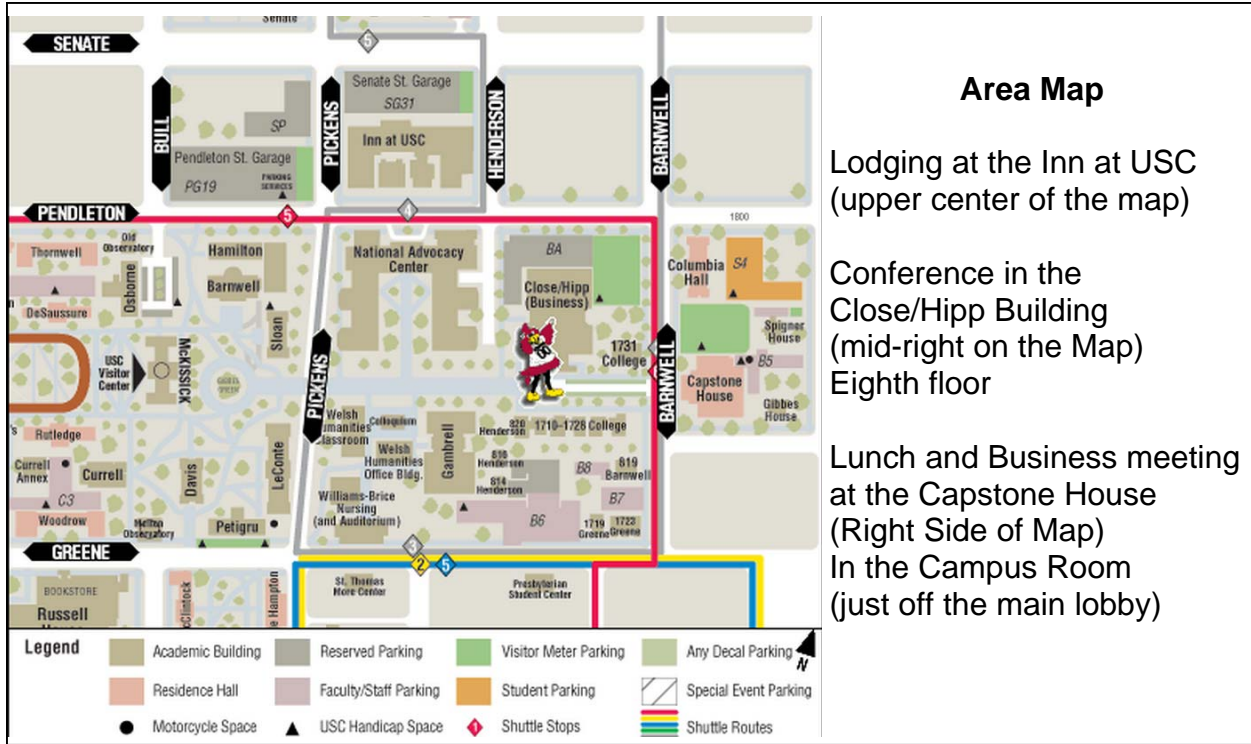 Senate
SENATE
5
Senate St. Garage
SG31
SP
Inn at USC
BULL
PICKENS
HENDERSON
BARNWELL
Pendleton St. Garage
PG19
PARKING
SERVICES
PENDLETON
5
4
1800
Thornwell
Old
Observatory
Hamilton
National Advocacy
Center
BA
Columbia
Hall
S4
Osborne
Barnwell
Close/Hipp
(Business)
DeSaussure
Sloan
Spigner
House
USC
Visitor
Center
McKISSICK
1731
College
BARNWELL
B5
Capstone
House
Gibbes
House
PICKENS
Welsh
Humanities
Classroom
Colloquium
820
Henderson
1710-1728 College
Rutledge
Currell
Annex
Currell
Davis
LeConte
Welsh
Humanities
Office Bldg.
Gambrell
816
Henderson
814
Henderson
B8
819
Barnwell
C3
Williams-Brice
Nursing
(and Auditorium)
B7
B6
Woodrow
Melton
Observatory
Petigru
1719
Greene
1723
Greene
GREENE
3
2
5
BOOKSTORE
Russell
McClintock
Hampton
St. Thomas
More Center
Presbyterian
Student Center
Legend
Academic Building
Reserved Parking
Visitor Meter Parking
Any Decal Parking
N
Residence Hall
Faculty/Staff Parking
Student Parking
Special Event Parking
Motorcycle Space
USC Handicap Space
1
Shuttle Stops
Shuttle Routes
Area Map
Lodging at the Inn at USC
(upper center of the map)
Conference in the
Close/Hipp Building
(mid-right on the Map)
Eighth floor
Lunch and Business meeting
at the Capstone House
(Right Side of Map)
In the Campus Room
(just off the main lobby)